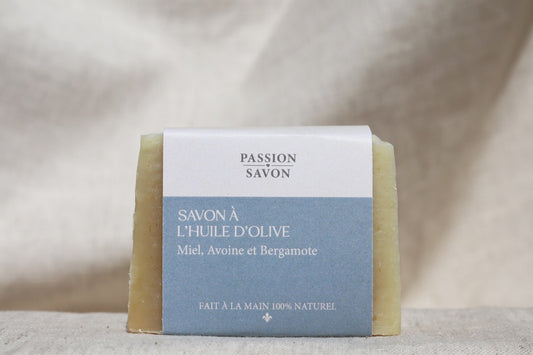 PASSION
SAVON
SAVON À
L'HUILE D'OLIVE
Miel, Avoine et Bergamote
FAIT À LA MAIN 100% NATUREL